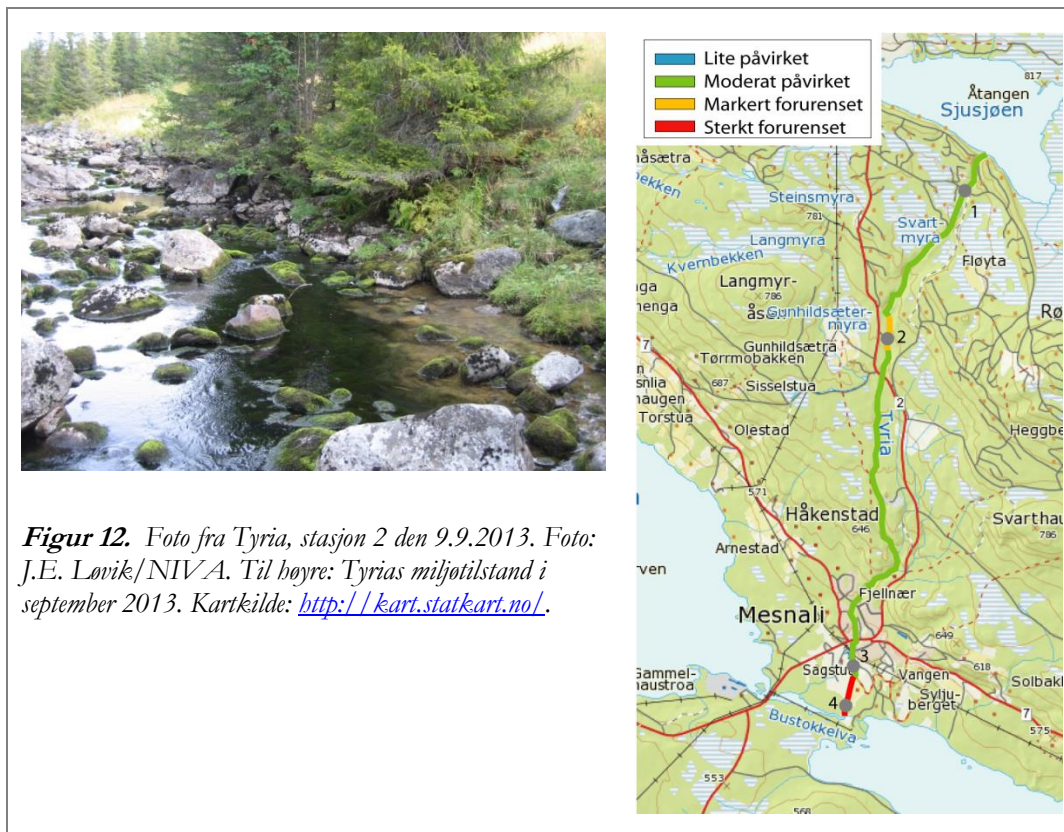 Lite påvirket
Moderat påvirket
Markert forurenset
Sterkt forurenset
Figur 12. Foto fra Tyria, stasjon 2 den 9.9.2013. Foto:
J.E. Løvik/NIVA. Til høyre: Tyrias miljøtilstand i
september 2013. Kartkilde: http://kart.statkart.no/.
817
Åtangen
Sjusjøen
Steinsmyra
781
1
Svart-
myra
Langmyra
Kvernbekken
Fløyta
Langmyr-
786
Gunhildsæter-
myra
2
Gunhildsætra
7
Tørrmobakken
687
Sisselstua
2
Torstua
Olestad
Tyria
571
Håkenstad
646
Svarthau
786
Arnestad
Fjellnær
Mesnali
649
3
618
Sagstu
Vangen
Solbakk
Gammel-
haustroa
Sylju-
berget
4
7
575
Bustokkelva
553
568